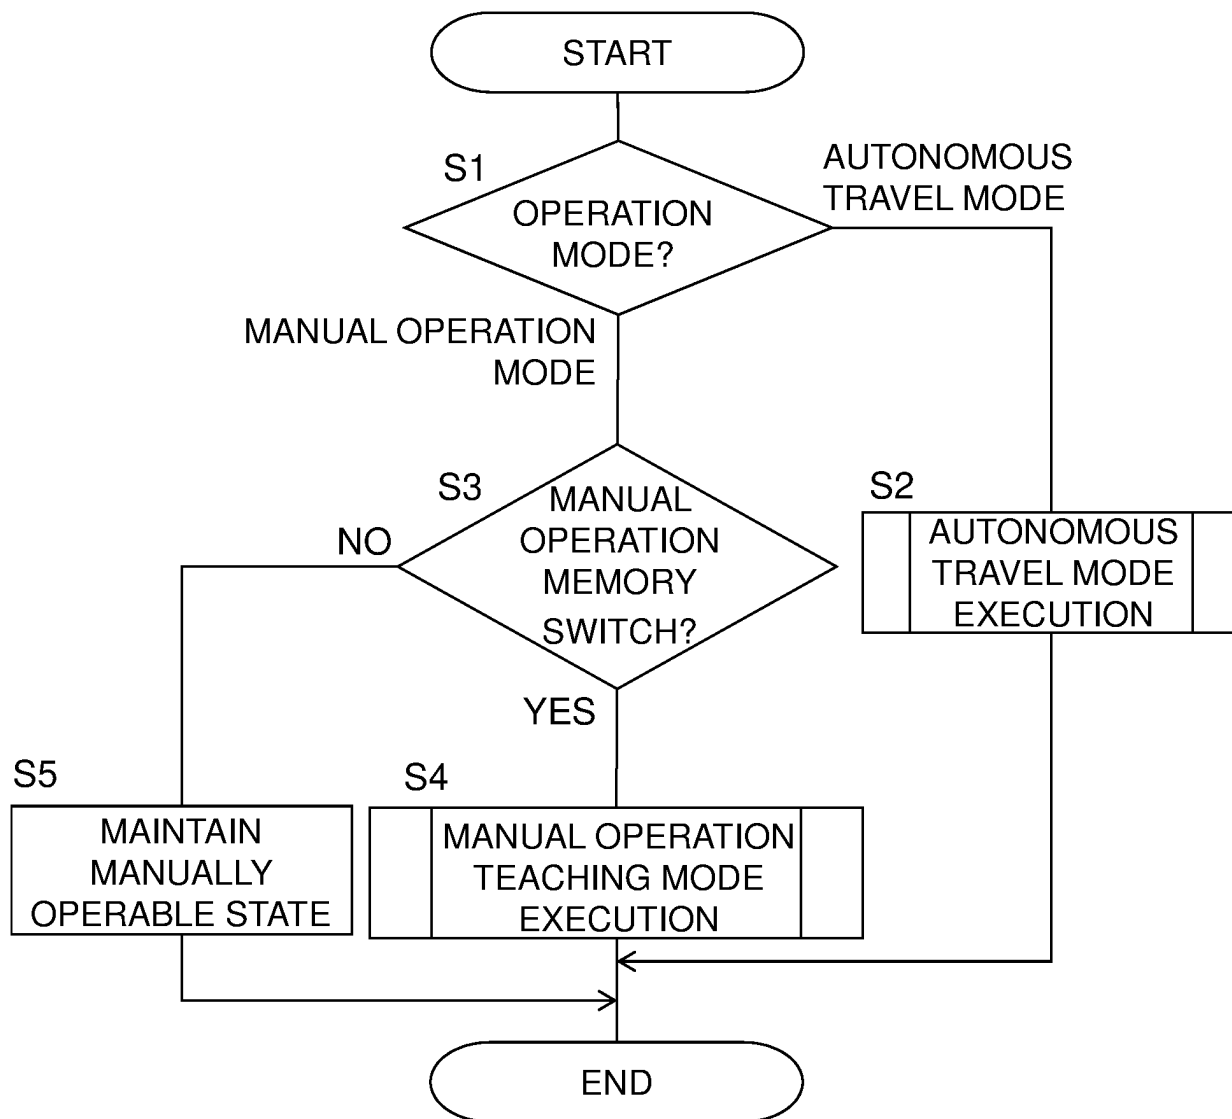 START
S1
OPERATION
MODE?
AUTONOMOUS
TRAVEL MODE
MANUAL OPERATION
MODE
S3
MANUAL
OPERATION
MEMORY
SWITCH?
NO
YES
S2
AUTONOMOUS
TRAVEL MODE
EXECUTION
S5
MAINTAIN
MANUALLY
OPERABLE STATE
S4
MANUAL OPERATION
TEACHING MODE
EXECUTION
END